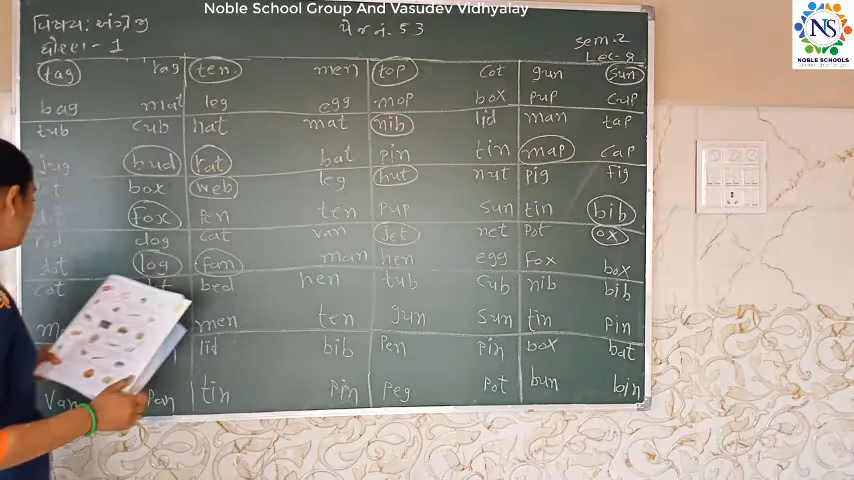 Noble School Group And Vasudev Vidhyalay
વિષય: અંગ્રેજી
પેજ નં. 53
sem. 2
ધોરણ - 1
Lec - 8
tag rag ten men top cot gun sun
bag mat leg egg mop box pup cup
tub cub hat mat nib lid man tap
jug bud rat bat pin tin map cap
box web leg hut nut pig fig
fox pen ten pup sun tin bib
rod dog cat van jet net pot ox
dot log fan man hen egg fox box
cot bed hen tub cub nib bib
men ten gun sun tin pin
lid bib pen pin box bat
van pan tin pin peg pot bun bin
NS
NOBLE SCHOOLS